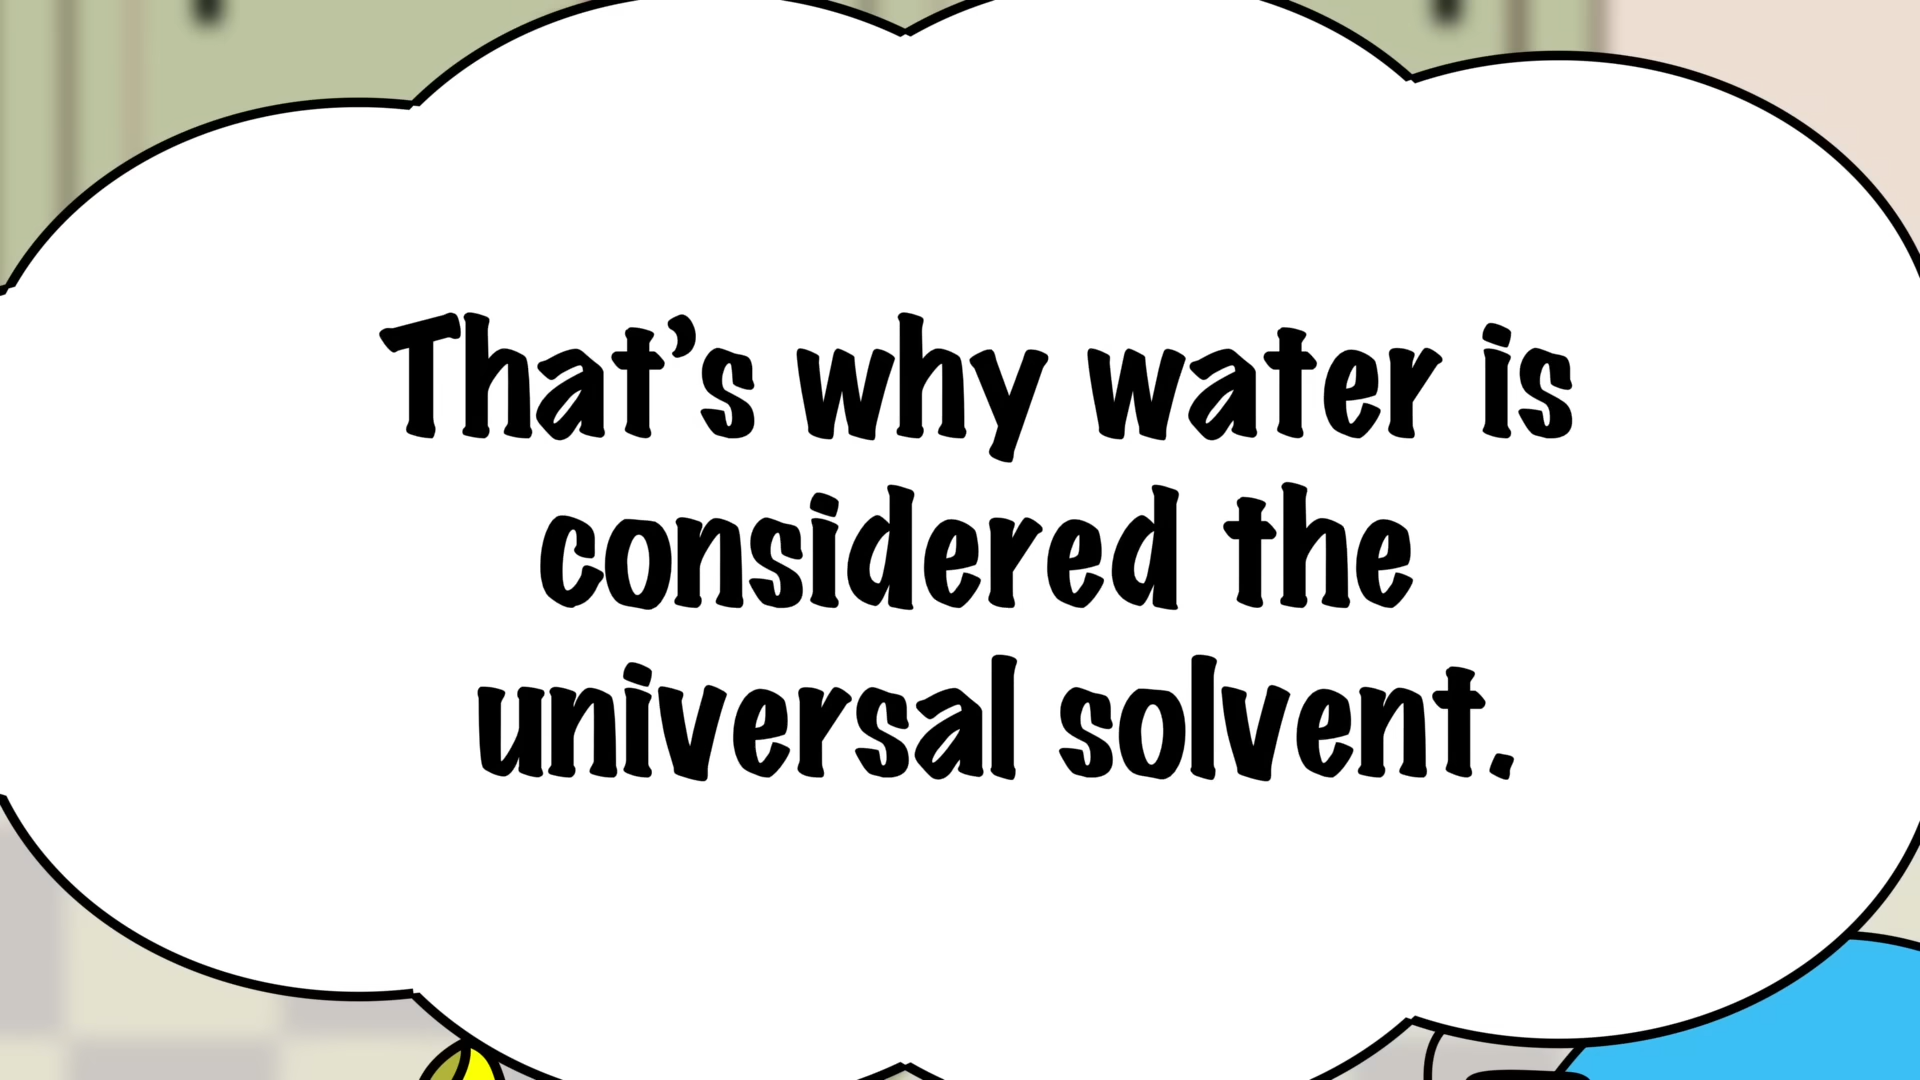 That’s why water is
considered the
universal solvent.